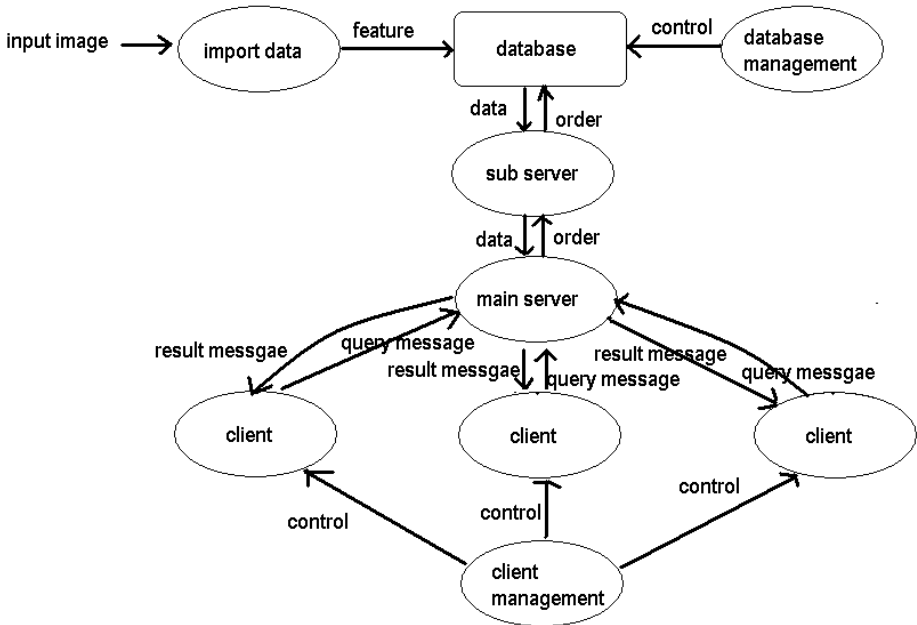 input image
import data
feature
database
control
database
management
data
order
sub server
data
order
main server
result messgae
query message
result messgae
query message
result message
query messgae
client
client
client
control
control
control
client
management